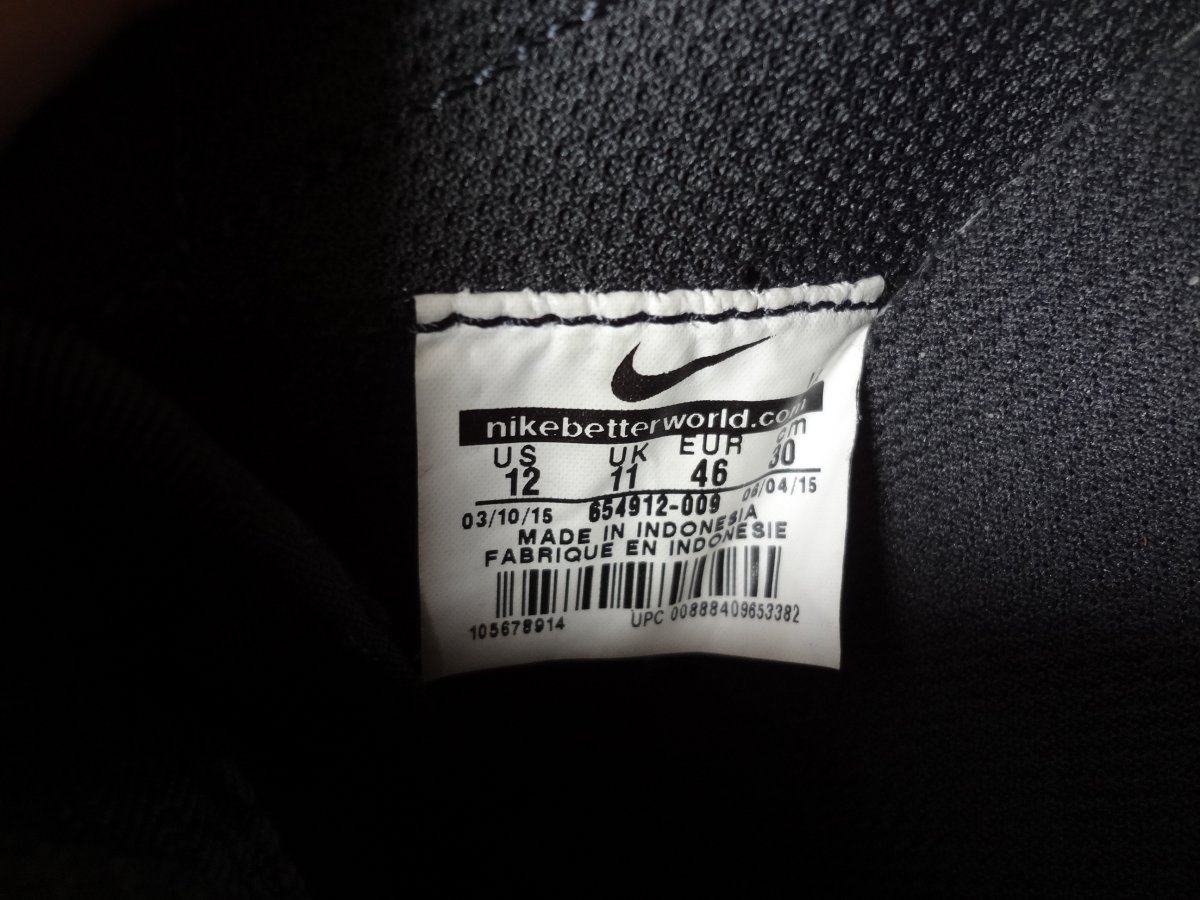 nikebetterworld.com
US UK EUR cm
12 11 46 30
03/10/15 654912-009 06/04/15
MADE IN INDONESIA
FABRIQUE EN INDONESIE
105678914 UPC 00888409653382